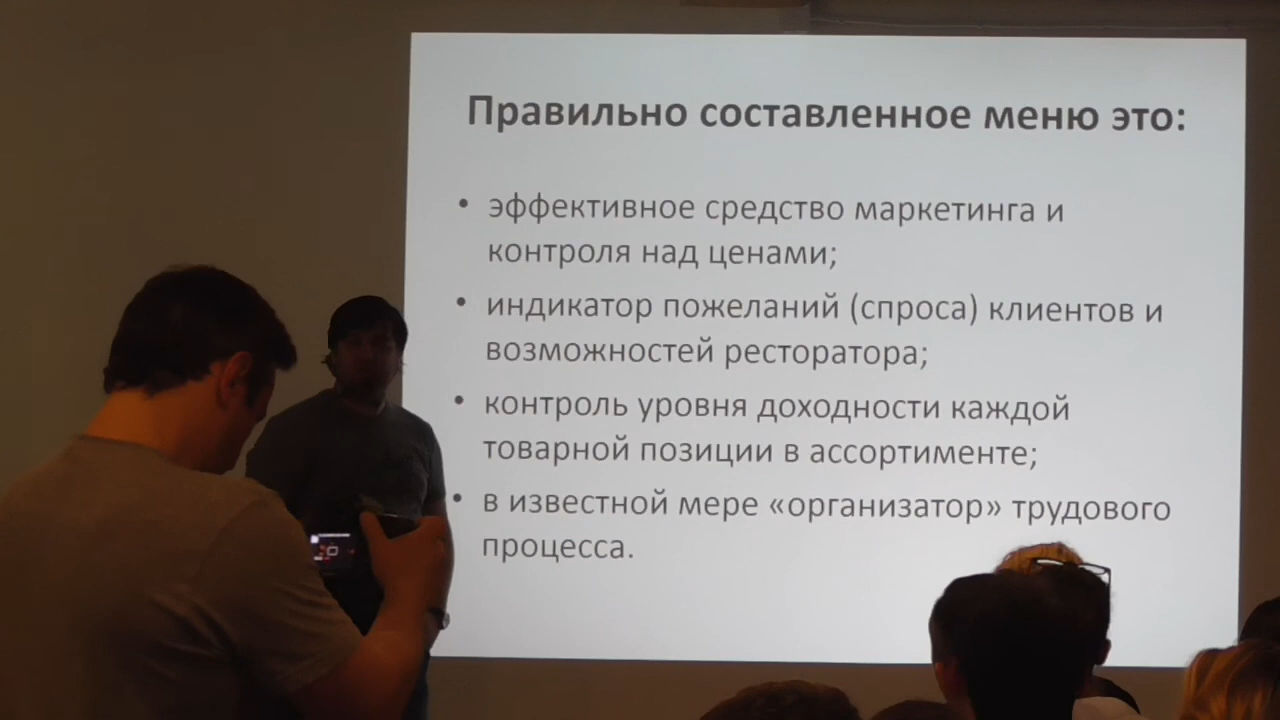 Правильно составленное меню это:
• эффективное средство маркетинга и
контроля над ценами;
• индикатор пожеланий (спроса) клиентов и
возможностей ресторатора;
• контроль уровня доходности каждой
товарной позиции в ассортименте;
• в известной мере «организатор» трудового
процесса.